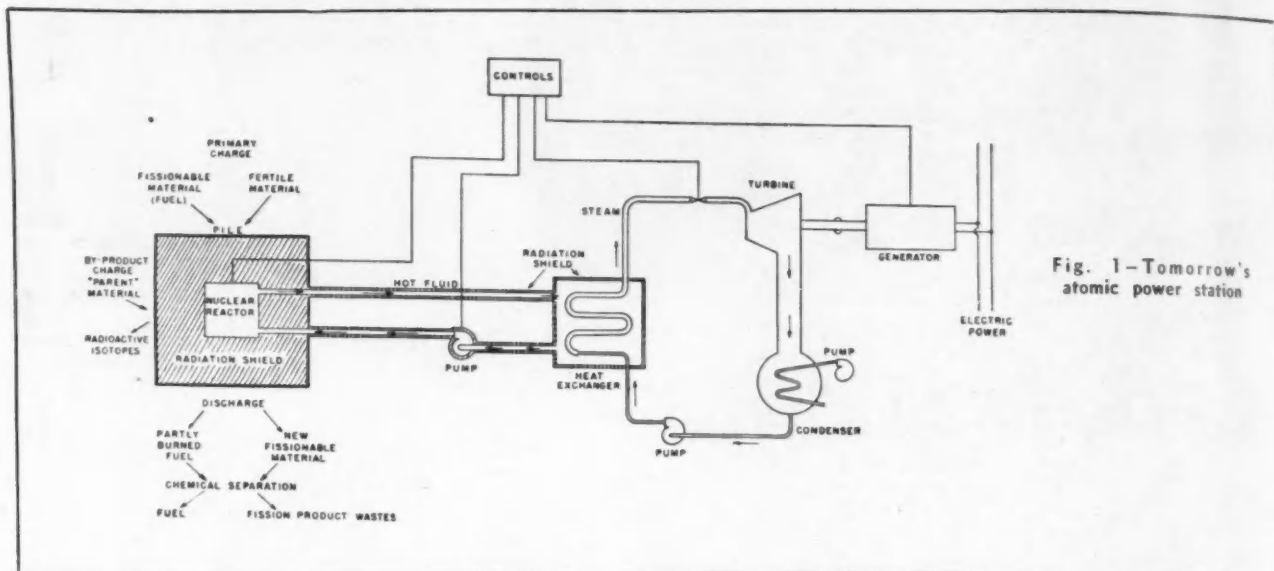 CONTROLS
PRIMARY
CHARGE
FISSIONABLE
MATERIAL
(FUEL)
FERTILE
MATERIAL
PILE
BY-PRODUCT
CHARGE
"PARENT"
MATERIAL
RADIOACTIVE
ISOTOPES
NUCLEAR
REACTOR
RADIATION SHIELD
HOT FLUID
PUMP
RADIATION
SHIELD
HEAT
EXCHANGER
STEAM
TURBINE
GENERATOR
ELECTRIC
POWER
PUMP
CONDENSER
PUMP
DISCHARGE
PARTLY
BURNED
FUEL
NEW
FISSIONABLE
MATERIAL
CHEMICAL SEPARATION
FUEL
FISSION PRODUCT WASTES
Fig. 1–Tomorrow's
atomic power station